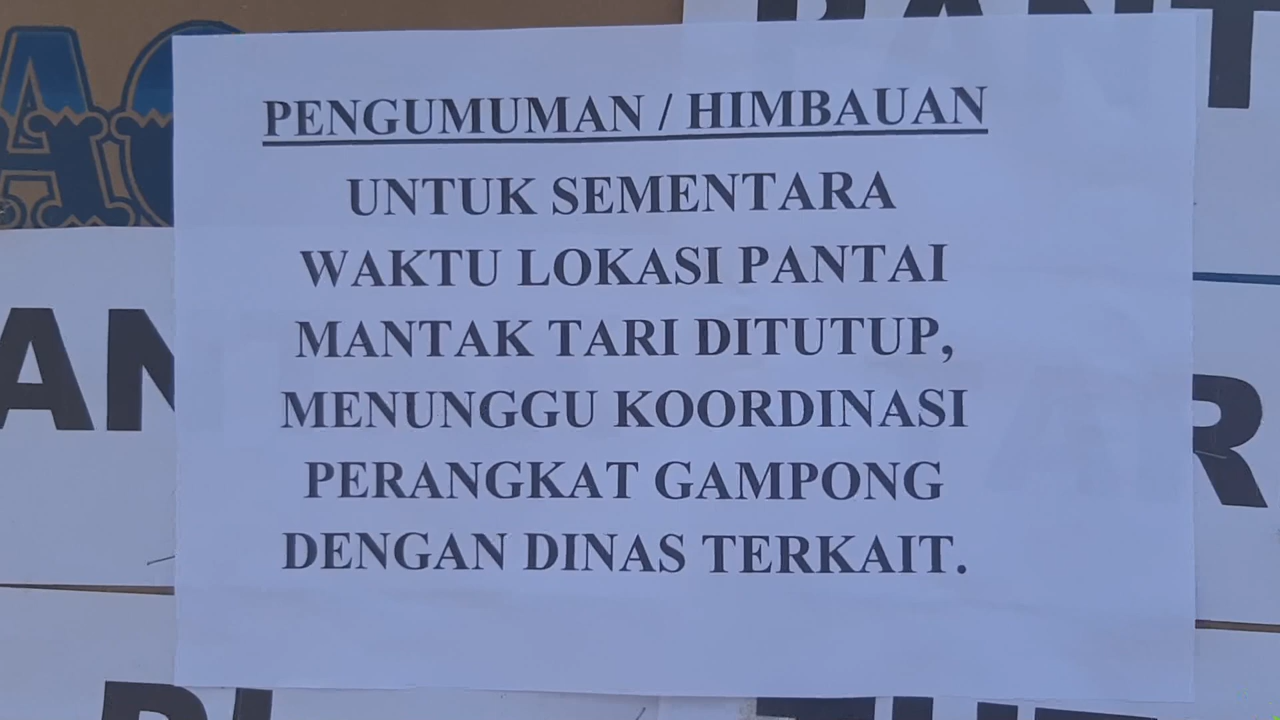 PENGUMUMAN / HIMBAUAN
UNTUK SEMENTARA
WAKTU LOKASI PANTAI
MANTAK TARI DITUTUP,
MENUNGGU KOORDINASI
PERANGKAT GAMPONG
DENGAN DINAS TERKAIT.